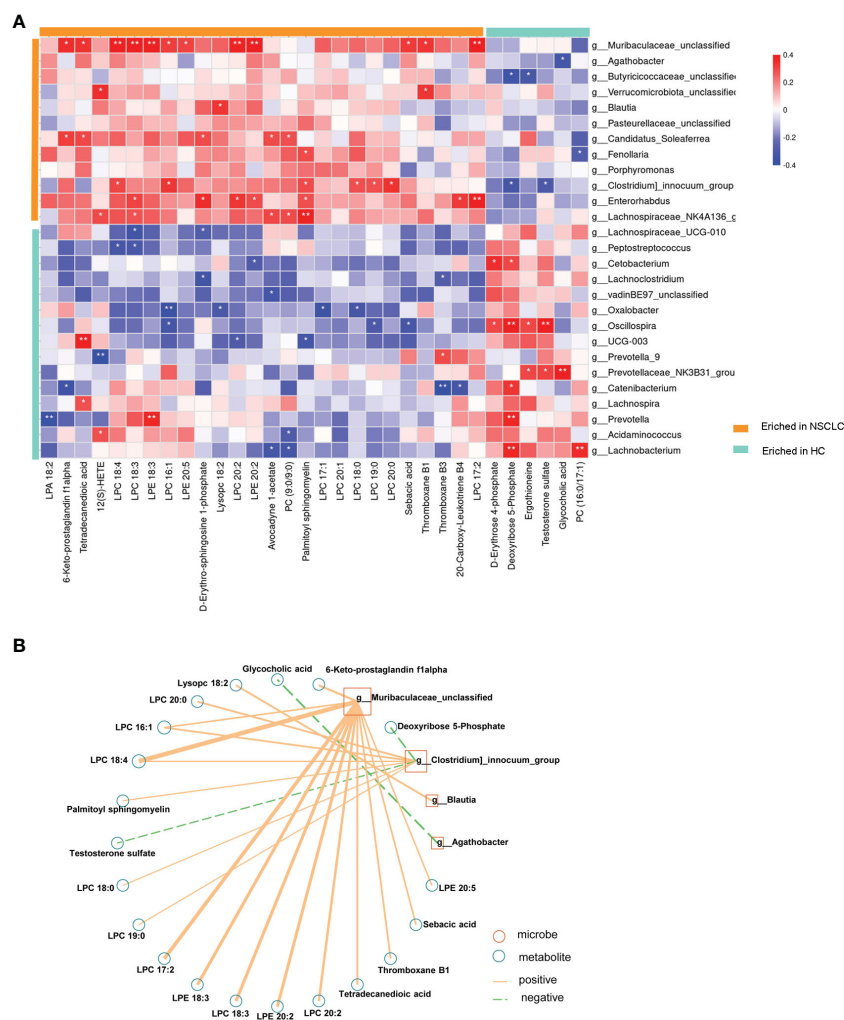 A
g__Muribaculaceae_unclassified
g__Agathobacter
g__Butyricicoccaceae_unclassified
g__Verrucomicrobiota_unclassified
g__Blautia
g__Pasteurellaceae_unclassified
g__Candidatus_Soleaferrea
g__Fenollaria
g__Porphyromonas
g__Clostridium]_innocuum_group
g__Enterorhabdus
g__Lachnospiraceae_NK4A136_g
g__Lachnospiraceae_UCG-010
g__Peptostreptococcus
g__Cetobacterium
g__Lachnoclostridium
g__vadinBE97_unclassified
g__Oxalobacter
g__Oscillospira
g__UCG-003
g__Prevotella_9
g__Prevotellaceae_NK3B31_grou
g__Catenibacterium
g__Lachnospira
g__Prevotella
g__Acidaminococcus
g__Lachnobacterium
0.4
0.2
0
-0.2
-0.4
Enriched in NSCLC
Enriched in HC
LPA 18:2
6-Keto-prostaglandin f1alpha
Tetradecanedioic acid
12(S)-HETE
LPC 18:4
LPC 18:3
LPE 18:3
LPC 16:1
LPE 20:5
D-Erythro-sphingosine 1-phosphate
Lysopc 18:2
LPC 20:2
LPE 20:2
Avocadyne 1-acetate
PC (9:0/9:0)
Palmitoyl sphingomyelin
LPC 17:1
LPC 20:1
LPC 18:0
LPC 19:0
LPC 20:0
Sebacic acid
Thromboxane B1
Thromboxane B3
20-Carboxy-Leukotriene B4
LPC 17:2
D-Erythrose 4-phosphate
Deoxyribose 5-Phosphate
Ergothioneine
Testosterone sulfate
Glycocholic acid
PC (16:0/17:1)
B
Glycocholic acid
6-Keto-prostaglandin f1alpha
Lysopc 18:2
g__Muribaculaceae_unclassified
LPC 20:0
Deoxyribose 5-Phosphate
LPC 16:1
LPC 18:4
g__Clostridium]_innocuum_group
g__Blautia
Palmitoyl sphingomyelin
g__Agathobacter
Testosterone sulfate
LPC 18:0
LPE 20:5
Sebacic acid
LPC 19:0
microbe
metabolite
LPC 17:2
Thromboxane B1
positive
LPE 18:3
Tetradecanedioic acid
negative
LPC 18:3
LPE 20:2
LPC 20:2